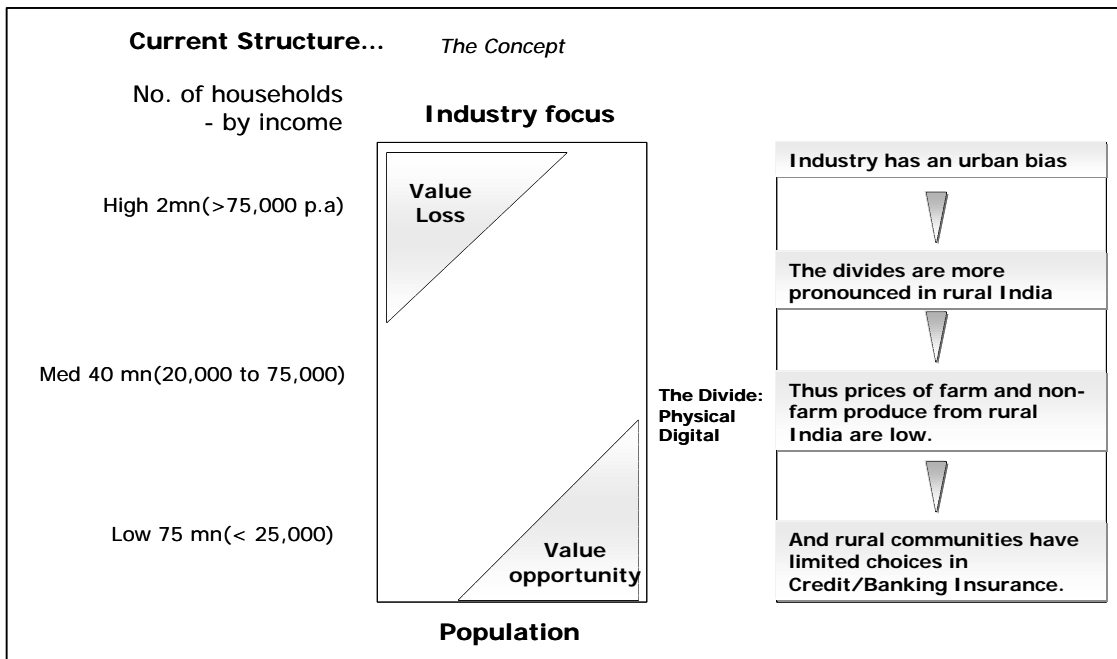 Current Structure...
The Concept
No. of households
- by income
Industry focus
High 2mn(>75,000 p.a)
Med 40 mn(20,000 to 75,000)
Low 75 mn(< 25,000)
Value
Loss
Value
opportunity
Population
The Divide:
Physical
Digital
Industry has an urban bias
The divides are more
pronounced in rural India
Thus prices of farm and non-
farm produce from rural
India are low.
And rural communities have
limited choices in
Credit/Banking Insurance.